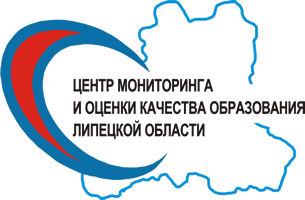 ЦЕНТР МОНИТОРИНГА
И ОЦЕНКИ КАЧЕСТВА ОБРАЗОВАНИЯ
ЛИПЕЦКОЙ ОБЛАСТИ